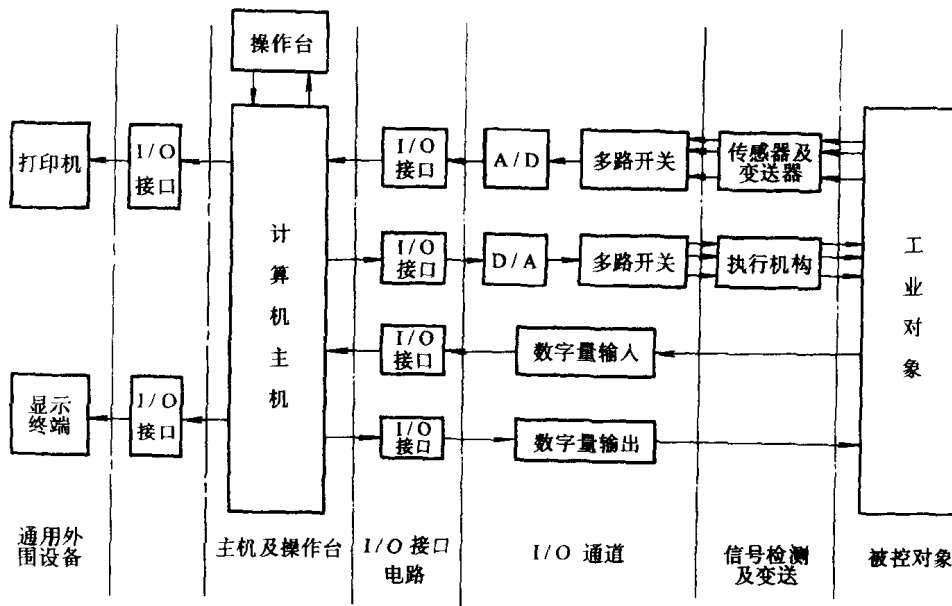 操作台
打印机
I/O
接口
计算机主机
I/O
接口
A/D
多路开关
传感器及
变送器
工业对象
I/O
接口
D/A
多路开关
执行机构
I/O
接口
数字量输入
显示
终端
I/O
接口
I/O
接口
数字量输出
通用外
围设备
主机及操作台
I/O 接口
电路
I/O 通道
信号检测
及变送
被控对象